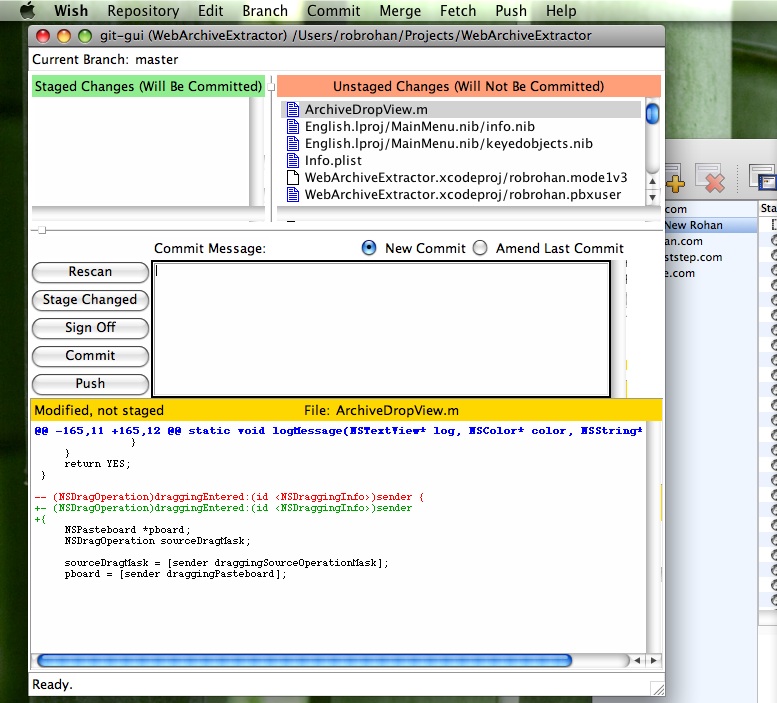 Wish Repository Edit Branch Commit Merge Fetch Push Help
git-gui (WebArchiveExtractor) /Users/robrohan/Projects/WebArchiveExtractor
Current Branch: master
Staged Changes (Will Be Committed)
Unstaged Changes (Will Not Be Committed)
ArchiveDropView.m
English.lproj/MainMenu.nib/info.nib
English.lproj/MainMenu.nib/keyedobjects.nib
Info.plist
WebArchiveExtractor.xcodeproj/robrohan.mode1v3
WebArchiveExtractor.xcodeproj/robrohan.pbxuser
Commit Message: New Commit Amend Last Commit
Rescan
Stage Changed
Sign Off
Commit
Push
Modified, not staged File: ArchiveDropView.m
@@ -165,11 +165,12 @@ static void logMessage(NSTextView* log, NSColor* color, NSString*
}
}
return YES;
}
-- (NSDragOperation)draggingEntered:(id <NSDraggingInfo>)sender {
+- (NSDragOperation)draggingEntered:(id <NSDraggingInfo>)sender
+{
NSPasteboard *pboard;
NSDragOperation sourceDragMask;
sourceDragMask = [sender draggingSourceOperationMask];
pboard = [sender draggingPasteboard];
Ready.
com
New Rohan
an.com
ststep.com
e.com
Sta